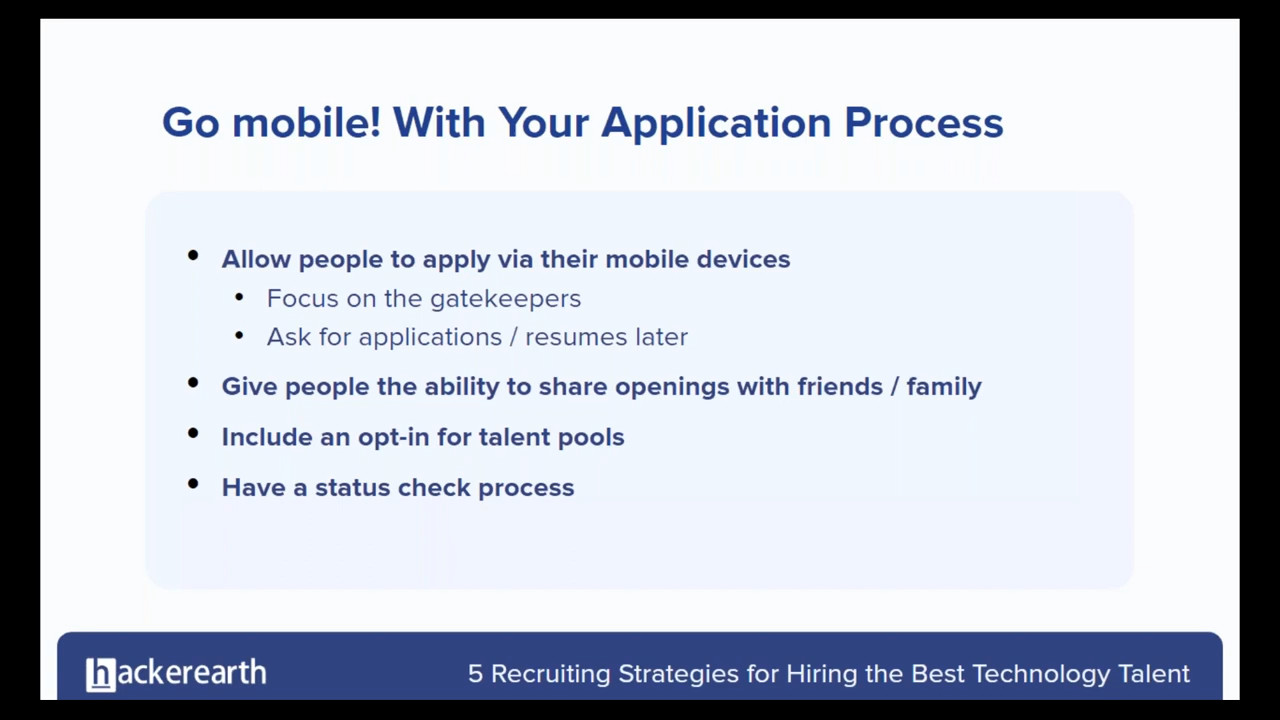 Go mobile! With Your Application Process
• Allow people to apply via their mobile devices
• Focus on the gatekeepers
• Ask for applications / resumes later
• Give people the ability to share openings with friends / family
• Include an opt-in for talent pools
• Have a status check process
hackerearth
5 Recruiting Strategies for Hiring the Best Technology Talent